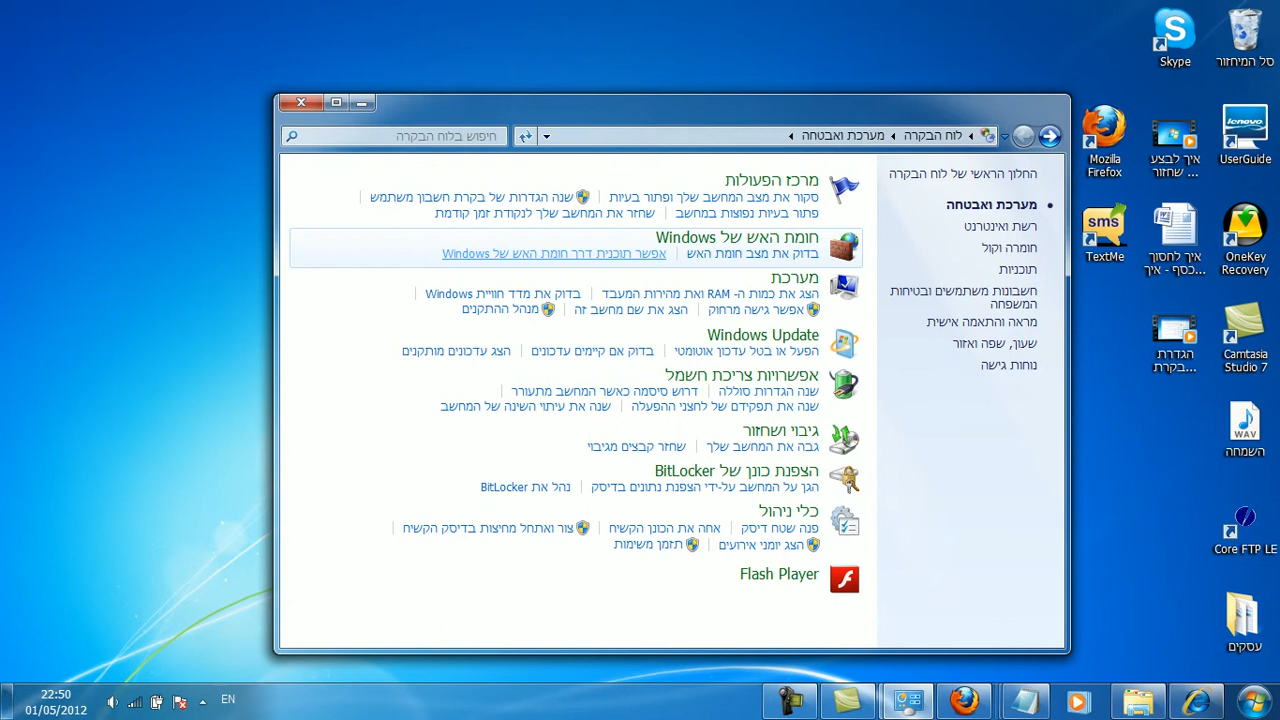 Skype
סל המיחזור
Mozilla
Firefox
איך לבצע
שחזור ...
lenovo
UserGuide
sms
TextMe
איך לחסוך
כסף - איך...
OneKey
Recovery
הגדרת
בקרת...
Camtasia
Studio 7
WAV
השמחה
Core FTP LE
עסקים
לוח הבקרה
מערכת ואבטחה
חיפוש בלוח הבקרה
החלון הראשי של לוח הבקרה
מערכת ואבטחה
רשת ואינטרנט
חומרה וקול
תוכניות
חשבונות משתמשים ובטיחות
המשפחה
מראה והתאמה אישית
שעון, שפה ואזור
נוחות גישה
מרכז הפעולות
סקור את מצב המחשב שלך ופתור בעיות | שנה הגדרות של בקרת חשבון משתמש
פתור בעיות נפוצות במחשב | שחזר את המחשב שלך לנקודת זמן קודמת
חומת האש של Windows
בדוק את מצב חומת האש | אפשר תוכנית דרך חומת האש של Windows
מערכת
הצג את כמות ה- RAM ואת מהירות המעבד | בדוק את מדד חוויית Windows
אפשר גישה מרחוק | הצג את שם מחשב זה | מנהל ההתקנים
Windows Update
הפעל או בטל עדכון אוטומטי | בדוק אם קיימים עדכונים | הצג עדכונים מותקנים
אפשרויות צריכת חשמל
שנה הגדרות סוללה | דרוש סיסמה כאשר המחשב מתעורר
שנה את תפקידם של לחצני ההפעלה | שנה את עיתוי השינה של המחשב
גיבוי ושחזור
גבה את המחשב שלך | שחזר קבצים מגיבוי
הצפנת כונן של BitLocker
הגן על המחשב על-ידי הצפנת נתונים בדיסק | נהל את BitLocker
כלי ניהול
פנה שטח דיסק | אחה את הכונן הקשיח | צור ואתחל מחיצות בדיסק הקשיח
הצג יומני אירועים | תזמן משימות
Flash Player
EN
22:50
01/05/2012